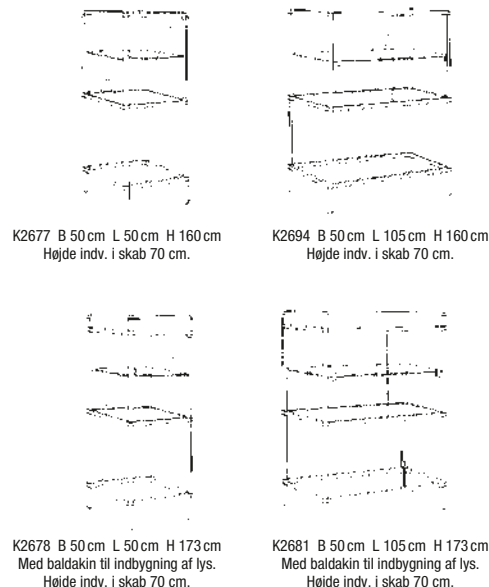 K2677 B 50 cm L 50 cm H 160 cm
Højde indv. i skab 70 cm.
K2694 B 50 cm L 105 cm H 160 cm
Højde indv. i skab 70 cm.
K2678 B 50 cm L 50 cm H 173 cm
Med baldakin til indbygning af lys.
Højde indv. i skab 70 cm.
K2681 B 50 cm L 105 cm H 173 cm
Med baldakin til indbygning af lys.
Højde indv. i skab 70 cm.